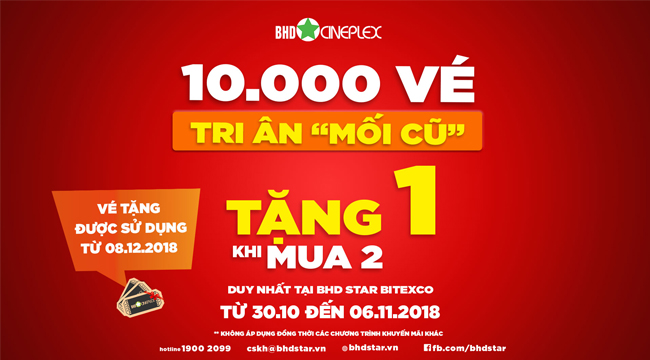 BHD CINEPLEX
10.000 VÉ
TRI ÂN “MỐI CŨ”
TẶNG 1
KHI MUA 2
VÉ TẶNG
ĐƯỢC SỬ DỤNG
TỪ 08.12.2018
DUY NHẤT TẠI BHD STAR BITEXCO
TỪ 30.10 ĐẾN 06.11.2018
** KHÔNG ÁP DỤNG ĐỒNG THỜI CÁC CHƯƠNG TRÌNH KHUYẾN MÃI KHÁC
hotline 1900 2099 cskh@bhdstar.vn bhdstar.vn fb.com/bhdstar